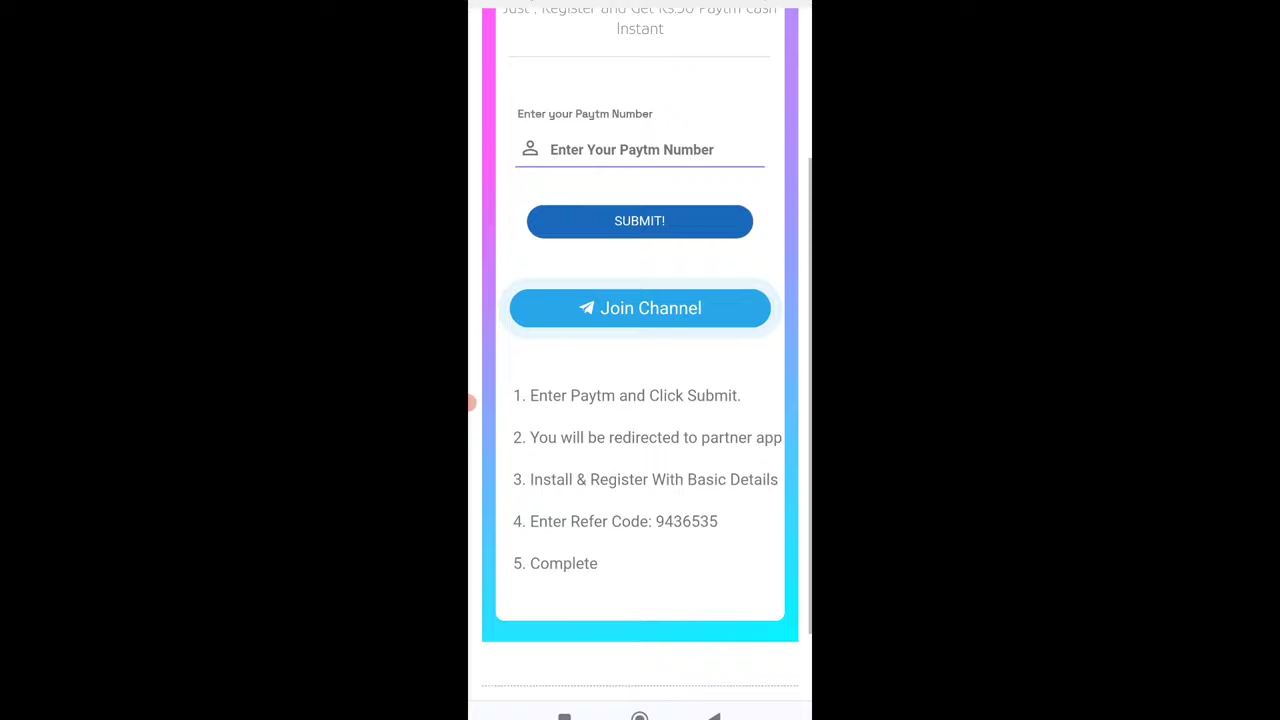 Just , Register and Get Rs.50 Paytm Cash
Instant
Enter your Paytm Number
Enter Your Paytm Number
SUBMIT!
Join Channel
1. Enter Paytm and Click Submit.
2. You will be redirected to partner app
3. Install & Register With Basic Details
4. Enter Refer Code: 9436535
5. Complete